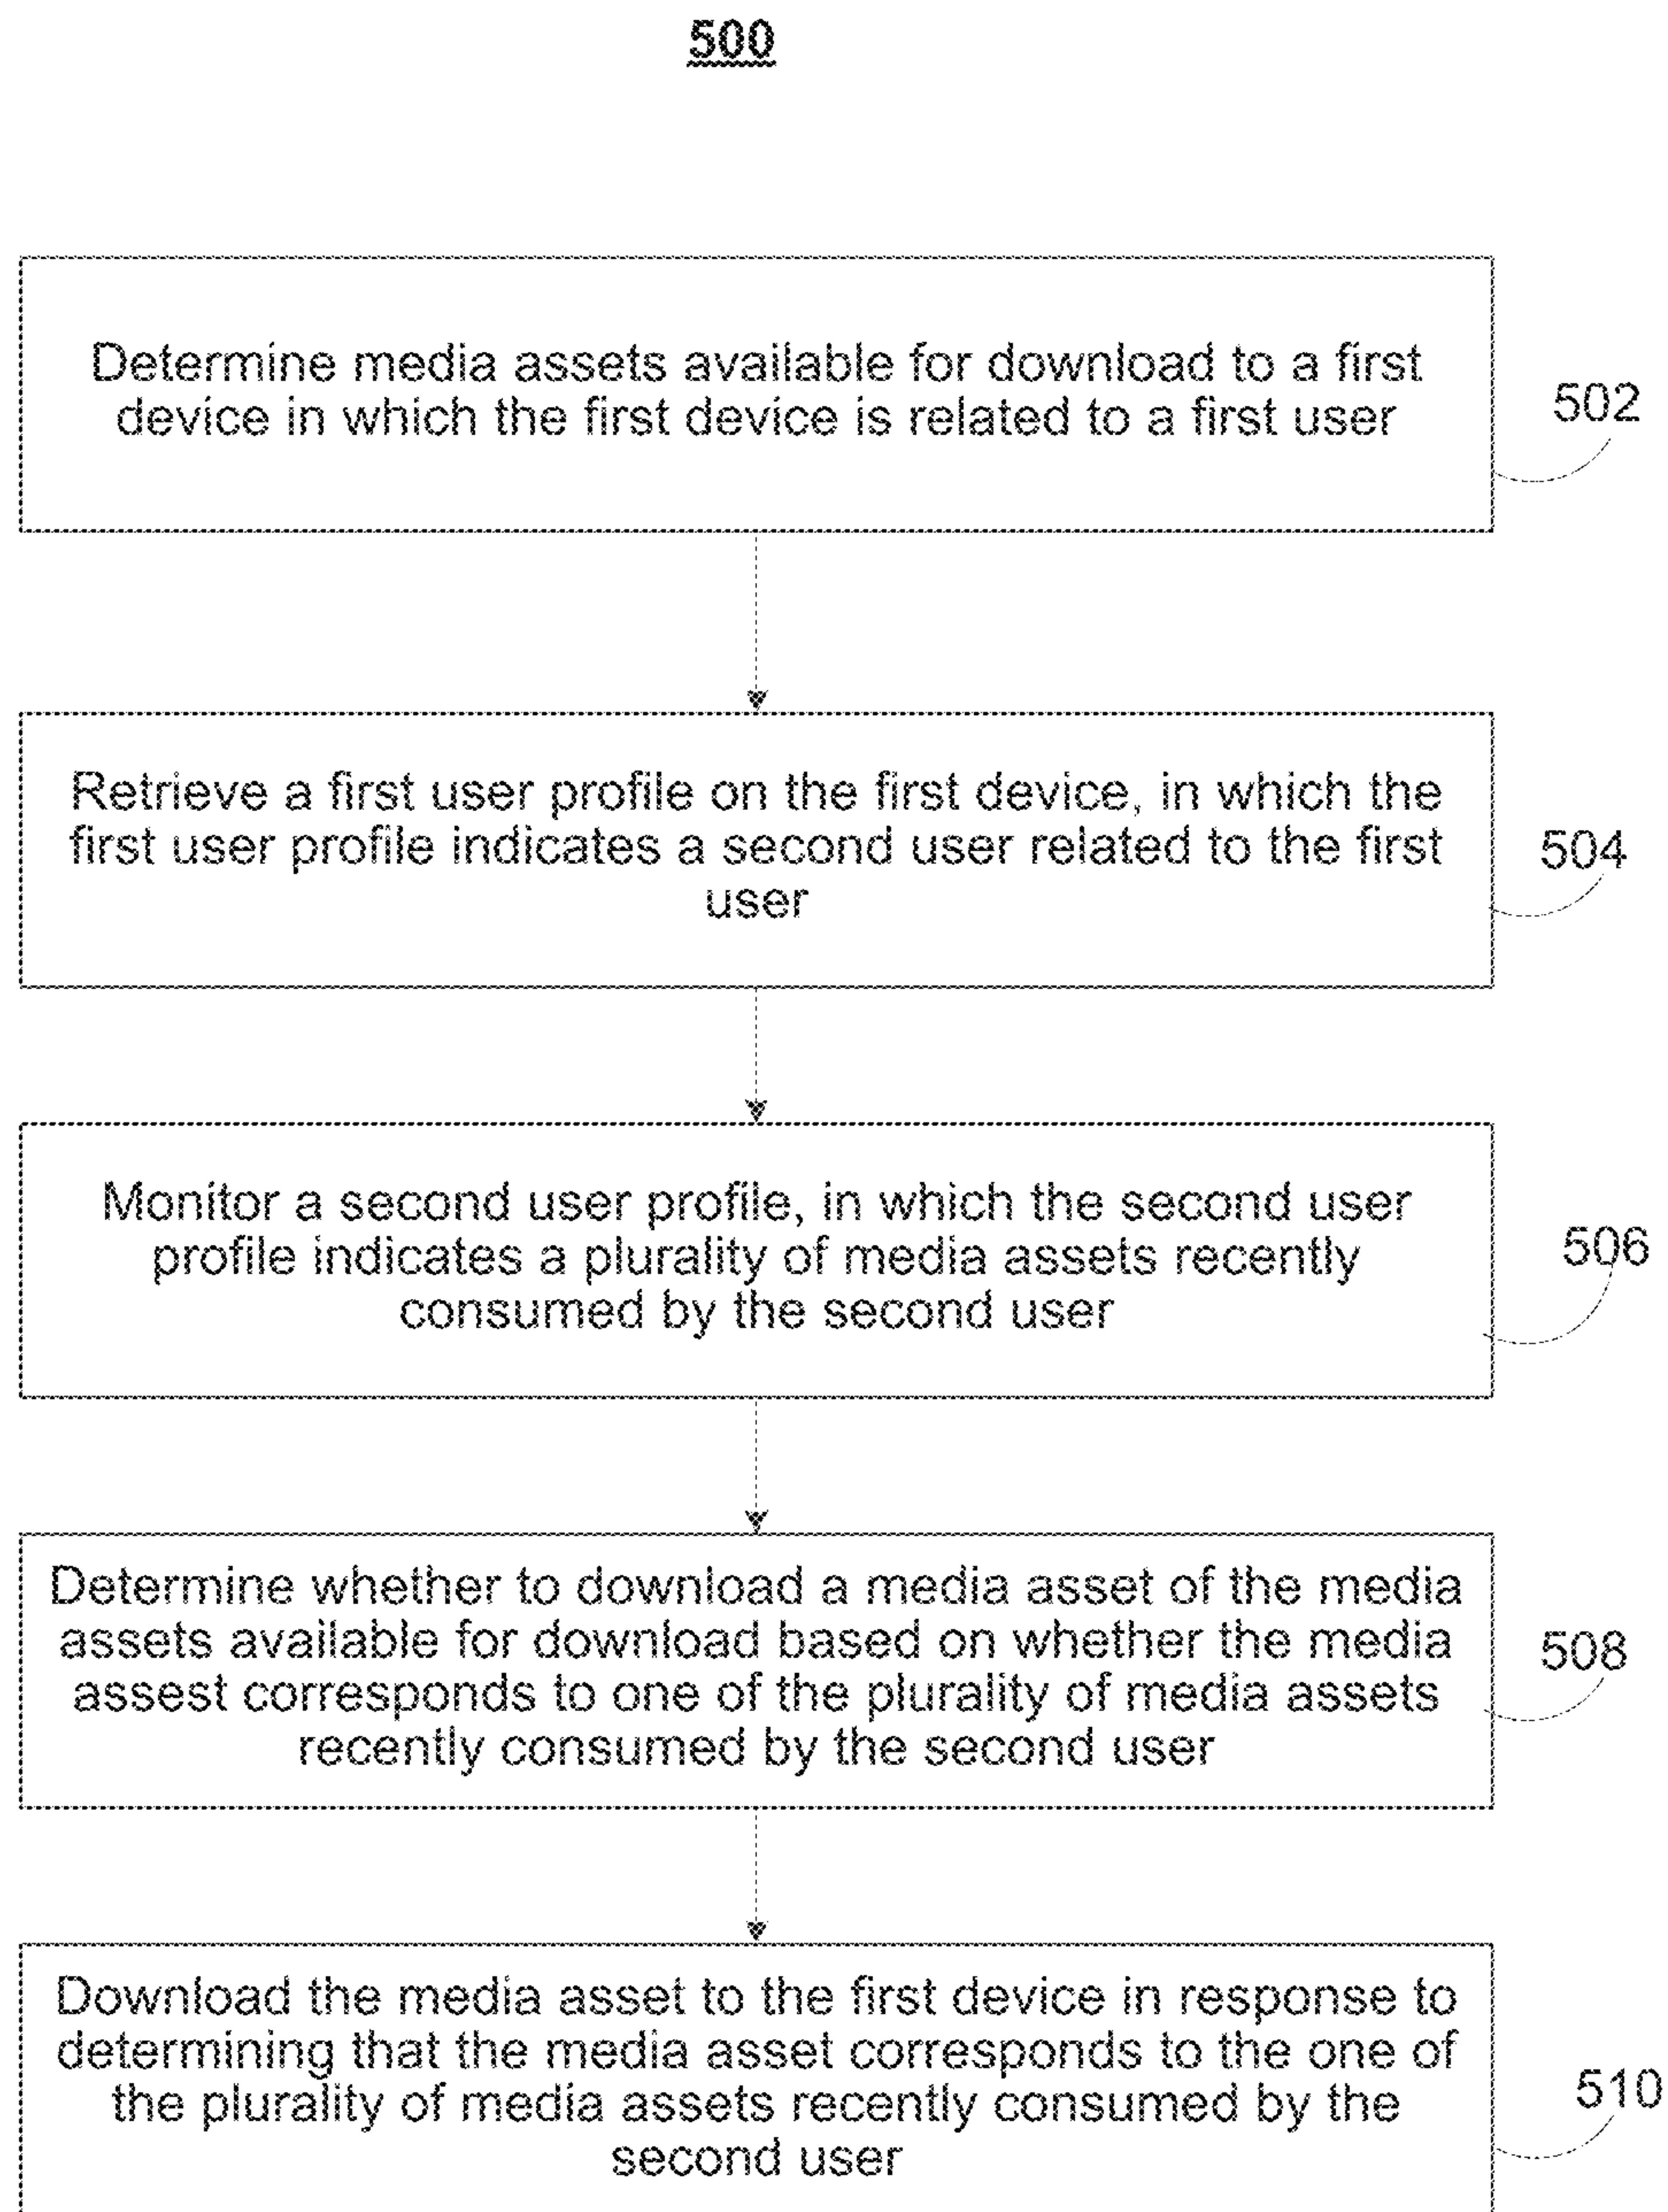 500
Determine media assets available for download to a first
device in which the first device is related to a first user
502
Retrieve a first user profile on the first device, in which the
first user profile indicates a second user related to the first
user
504
Monitor a second user profile, in which the second user
profile indicates a plurality of media assets recently
consumed by the second user
506
Determine whether to download a media asset of the media
assets available for download based on whether the media
assest corresponds to one of the plurality of media assets
recently consumed by the second user
508
Download the media asset to the first device in response to
determining that the media asset corresponds to the one of
the plurality of media assets recently consumed by the
second user
510